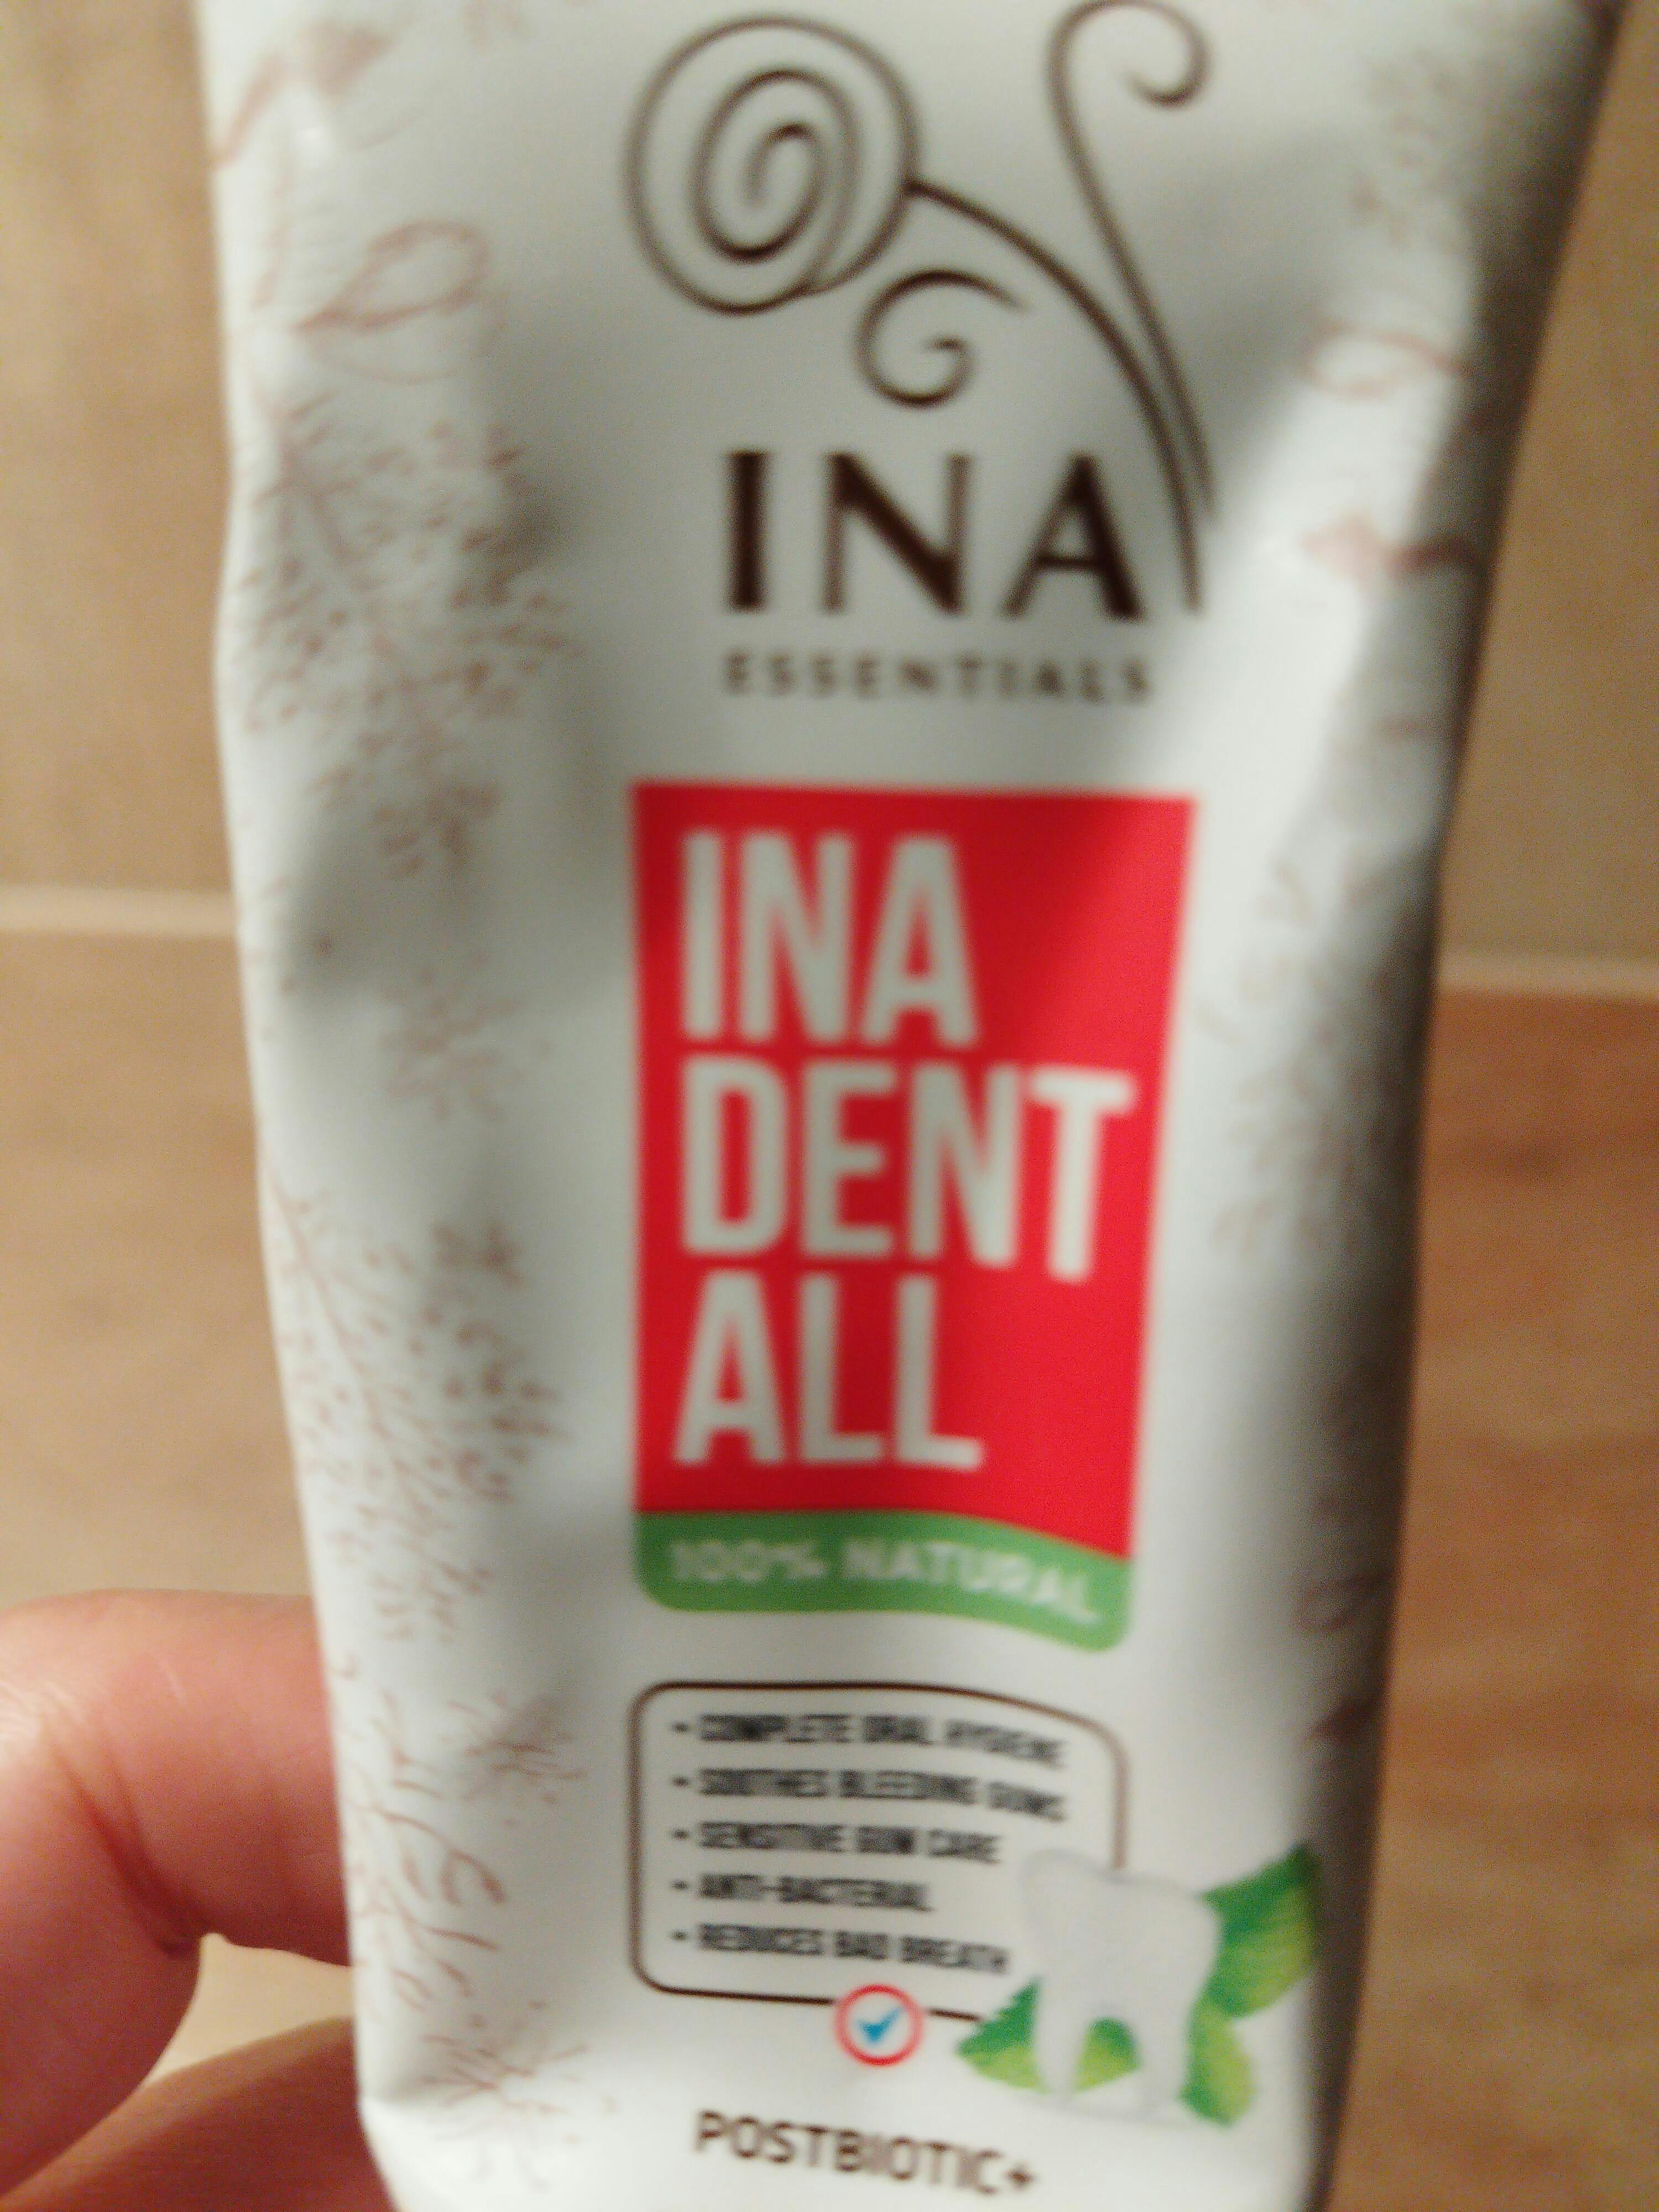 INA
ESSENTIALS
INA
DENT
ALL
100% NATURAL
• COMPLETE ORAL HYGIENE
• SOOTHES BLEEDING GUMS
• SENSITIVE GUM CARE
• ANTI-BACTERIAL
• REDUCES BAD BREATH
POSTBIOTIC+